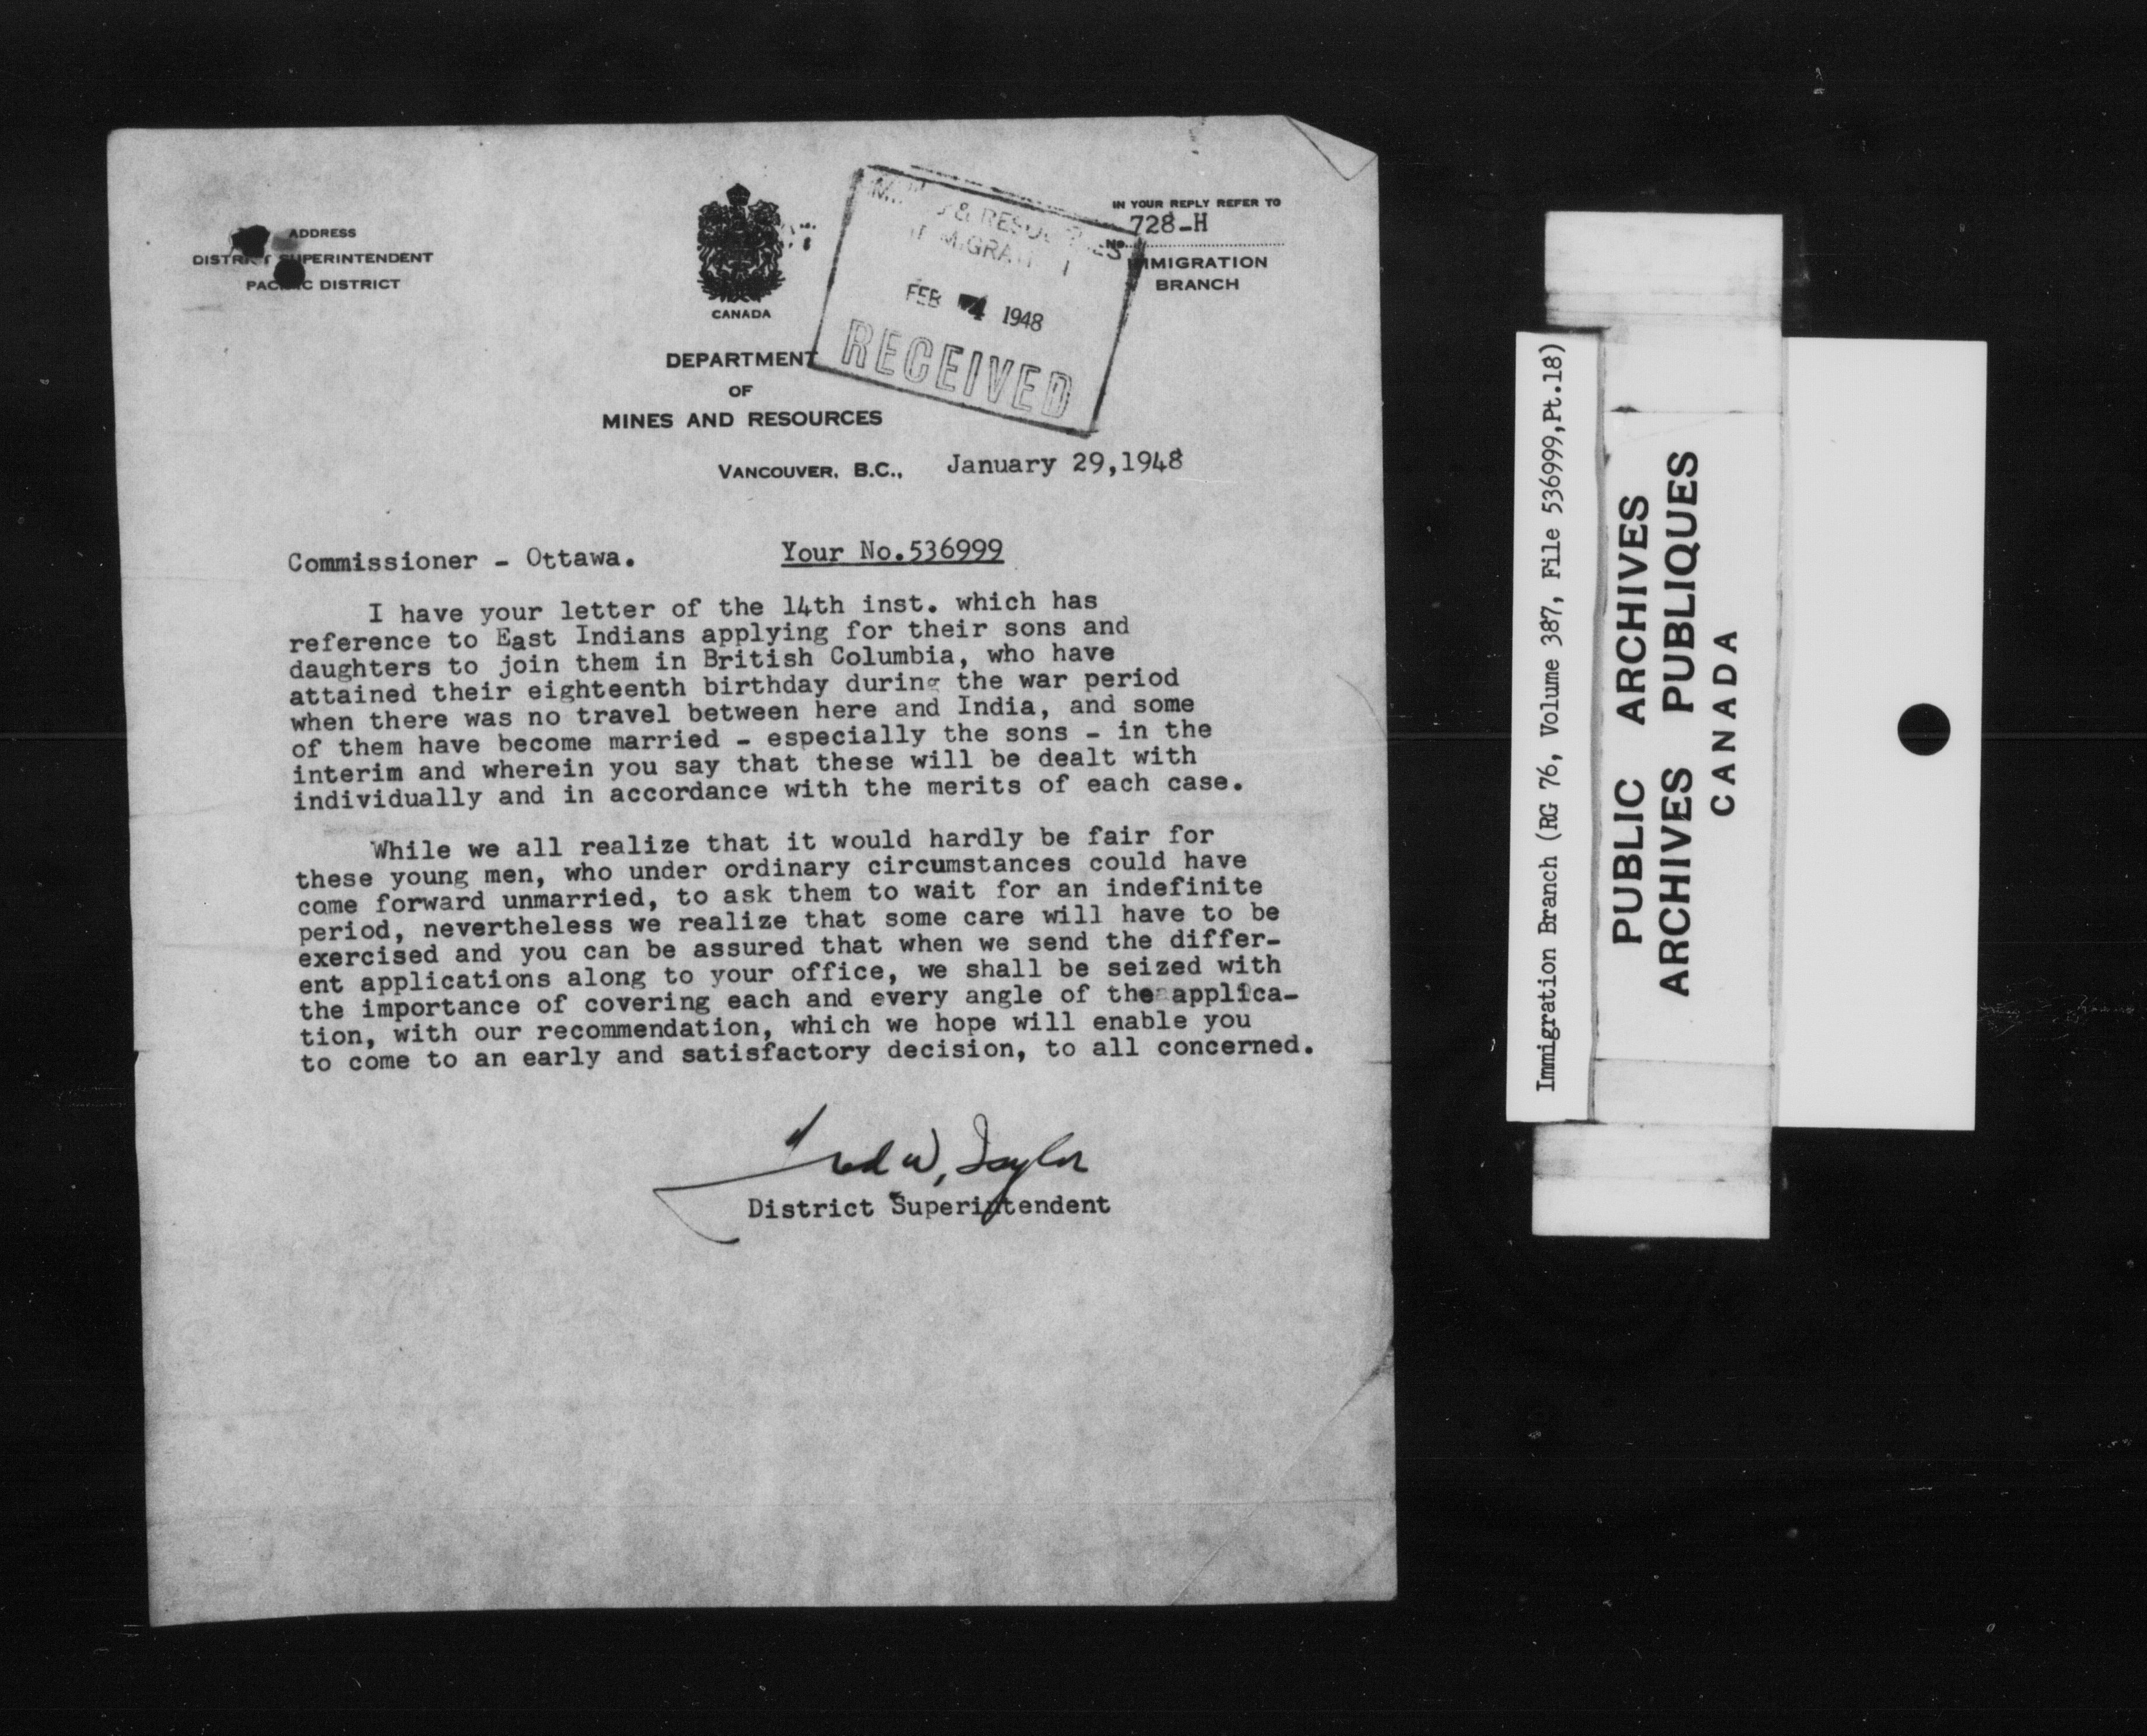 ADDRESS
DISTRICT SUPERINTENDENT
PACIFIC DISTRICT
CANADA
DEPARTMENT
OF
MINES AND RESOURCES
& RESOURCES
IMMIGRATION
FEB 4 1948
RECEIVED
IN YOUR REPLY REFER TO
No. 728-H
IMMIGRATION
BRANCH
VANCOUVER, B.C., January 29,1948
Commissioner - Ottawa. Your No.536999
I have your letter of the 14th inst. which has
reference to East Indians applying for their sons and
daughters to join them in British Columbia, who have
attained their eighteenth birthday during the war period
when there was no travel between here and India, and some
of them have become married - especially the sons - in the
interim and wherein you say that these will be dealt with
individually and in accordance with the merits of each case.
While we all realize that it would hardly be fair for
these young men, who under ordinary circumstances could have
come forward unmarried, to ask them to wait for an indefinite
period, nevertheless we realize that some care will have to be
exercised and you can be assured that when we send the differ-
ent applications along to your office, we shall be seized with
the importance of covering each and every angle of the applica-
tion, with our recommendation, which we hope will enable you
to come to an early and satisfactory decision, to all concerned.
Fred W, Taylor
District Superintendent
Immigration Branch (RG 76, Volume 387, File 536999,Pt.18)
PUBLIC ARCHIVES
ARCHIVES PUBLIQUES
CANADA